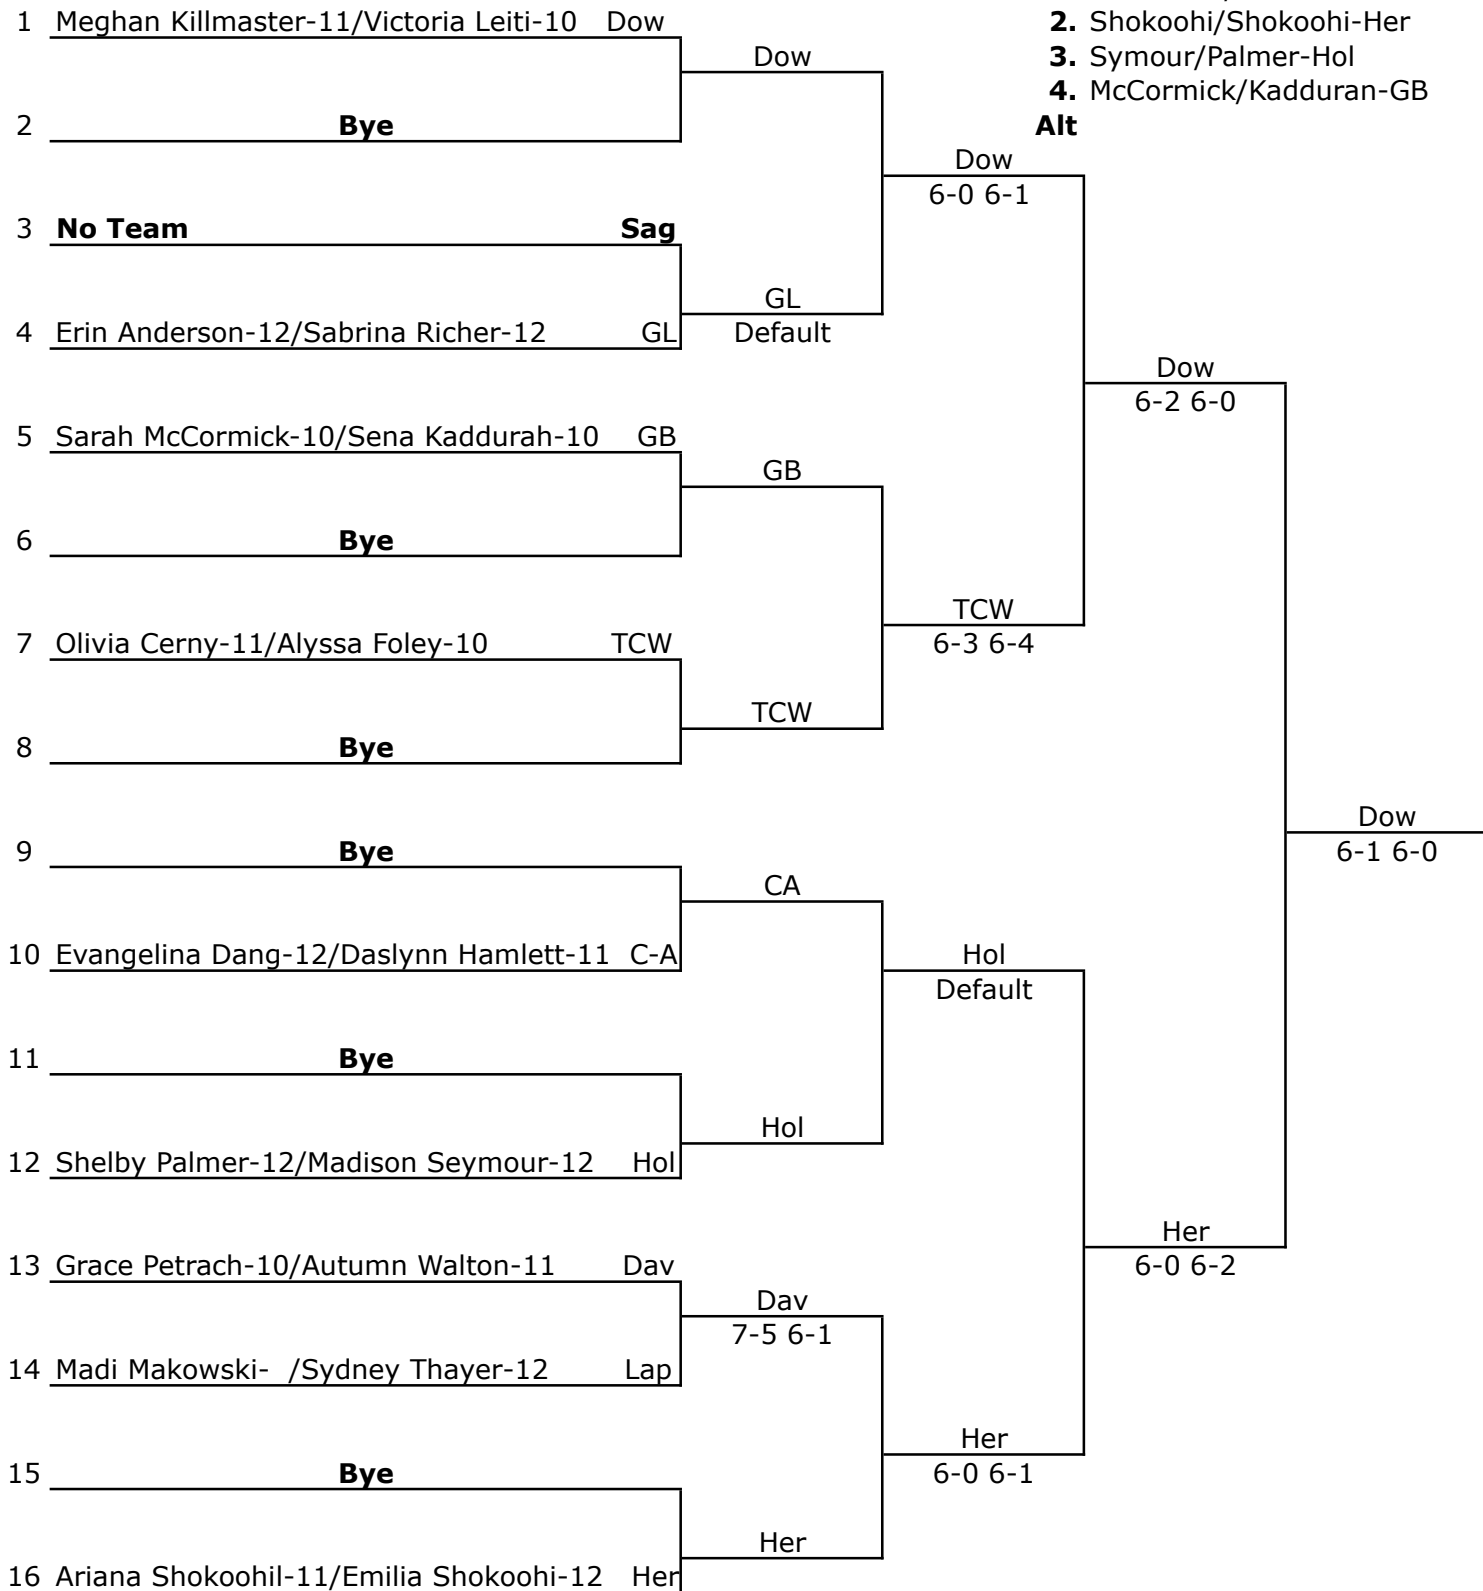 1 Meghan Killmaster-11/Victoria Leiti-10 Dow
2. Shokoohi/Shokoohi-Her
Dow
3. Symour/Palmer-Hol
4. McCormick/Kadduran-GB
2 Bye
Alt
Dow
6-0 6-1
3 No Team Sag
GL
4 Erin Anderson-12/Sabrina Richer-12 GL
Default
Dow
6-2 6-0
5 Sarah McCormick-10/Sena Kaddurah-10 GB
GB
6 Bye
TCW
6-3 6-4
7 Olivia Cerny-11/Alyssa Foley-10 TCW
TCW
8 Bye
Dow
6-1 6-0
9 Bye
CA
10 Evangelina Dang-12/Daslynn Hamlett-11 C-A
Hol
Default
11 Bye
Hol
12 Shelby Palmer-12/Madison Seymour-12 Hol
Her
6-0 6-2
13 Grace Petrach-10/Autumn Walton-11 Dav
Dav
7-5 6-1
14 Madi Makowski- /Sydney Thayer-12 Lap
Her
6-0 6-1
15 Bye
Her
16 Ariana Shokoohil-11/Emilia Shokoohi-12 Her